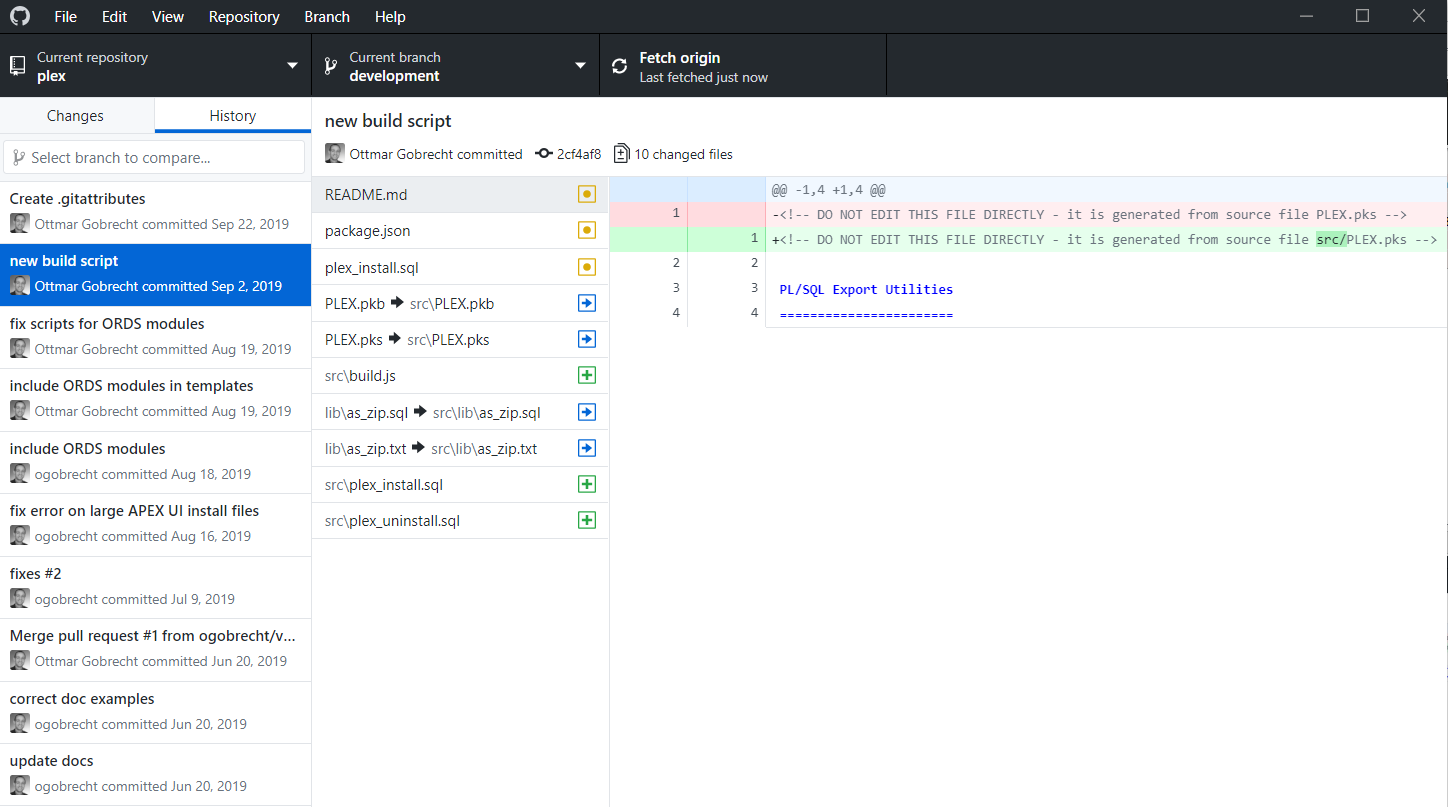 File Edit View Repository Branch Help
Current repository
plex
Current branch
development
Fetch origin
Last fetched just now
Changes
History
Select branch to compare...
Create .gitattributes
Ottmar Gobrecht committed Sep 22, 2019
new build script
Ottmar Gobrecht committed Sep 2, 2019
fix scripts for ORDS modules
Ottmar Gobrecht committed Aug 19, 2019
include ORDS modules in templates
Ottmar Gobrecht committed Aug 19, 2019
include ORDS modules
ogobrecht committed Aug 18, 2019
fix error on large APEX UI install files
ogobrecht committed Aug 16, 2019
fixes #2
ogobrecht committed Jul 9, 2019
Merge pull request #1 from ogobrecht/v...
Ottmar Gobrecht committed Jun 20, 2019
correct doc examples
ogobrecht committed Jun 20, 2019
update docs
ogobrecht committed Jun 20, 2019
new build script
Ottmar Gobrecht committed 2cf4af8 10 changed files
README.md
package.json
plex_install.sql
PLEX.pkb → src\PLEX.pkb
PLEX.pks → src\PLEX.pks
src\build.js
lib\as_zip.sql → src\lib\as_zip.sql
lib\as_zip.txt → src\lib\as_zip.txt
src\plex_install.sql
src\plex_uninstall.sql
@@ -1,4 +1,4 @@
1 -<!-- DO NOT EDIT THIS FILE DIRECTLY - it is generated from source file PLEX.pks -->
1 +<!-- DO NOT EDIT THIS FILE DIRECTLY - it is generated from source file src/PLEX.pks -->
2 2
3 3 PL/SQL Export Utilities
4 4 =======================